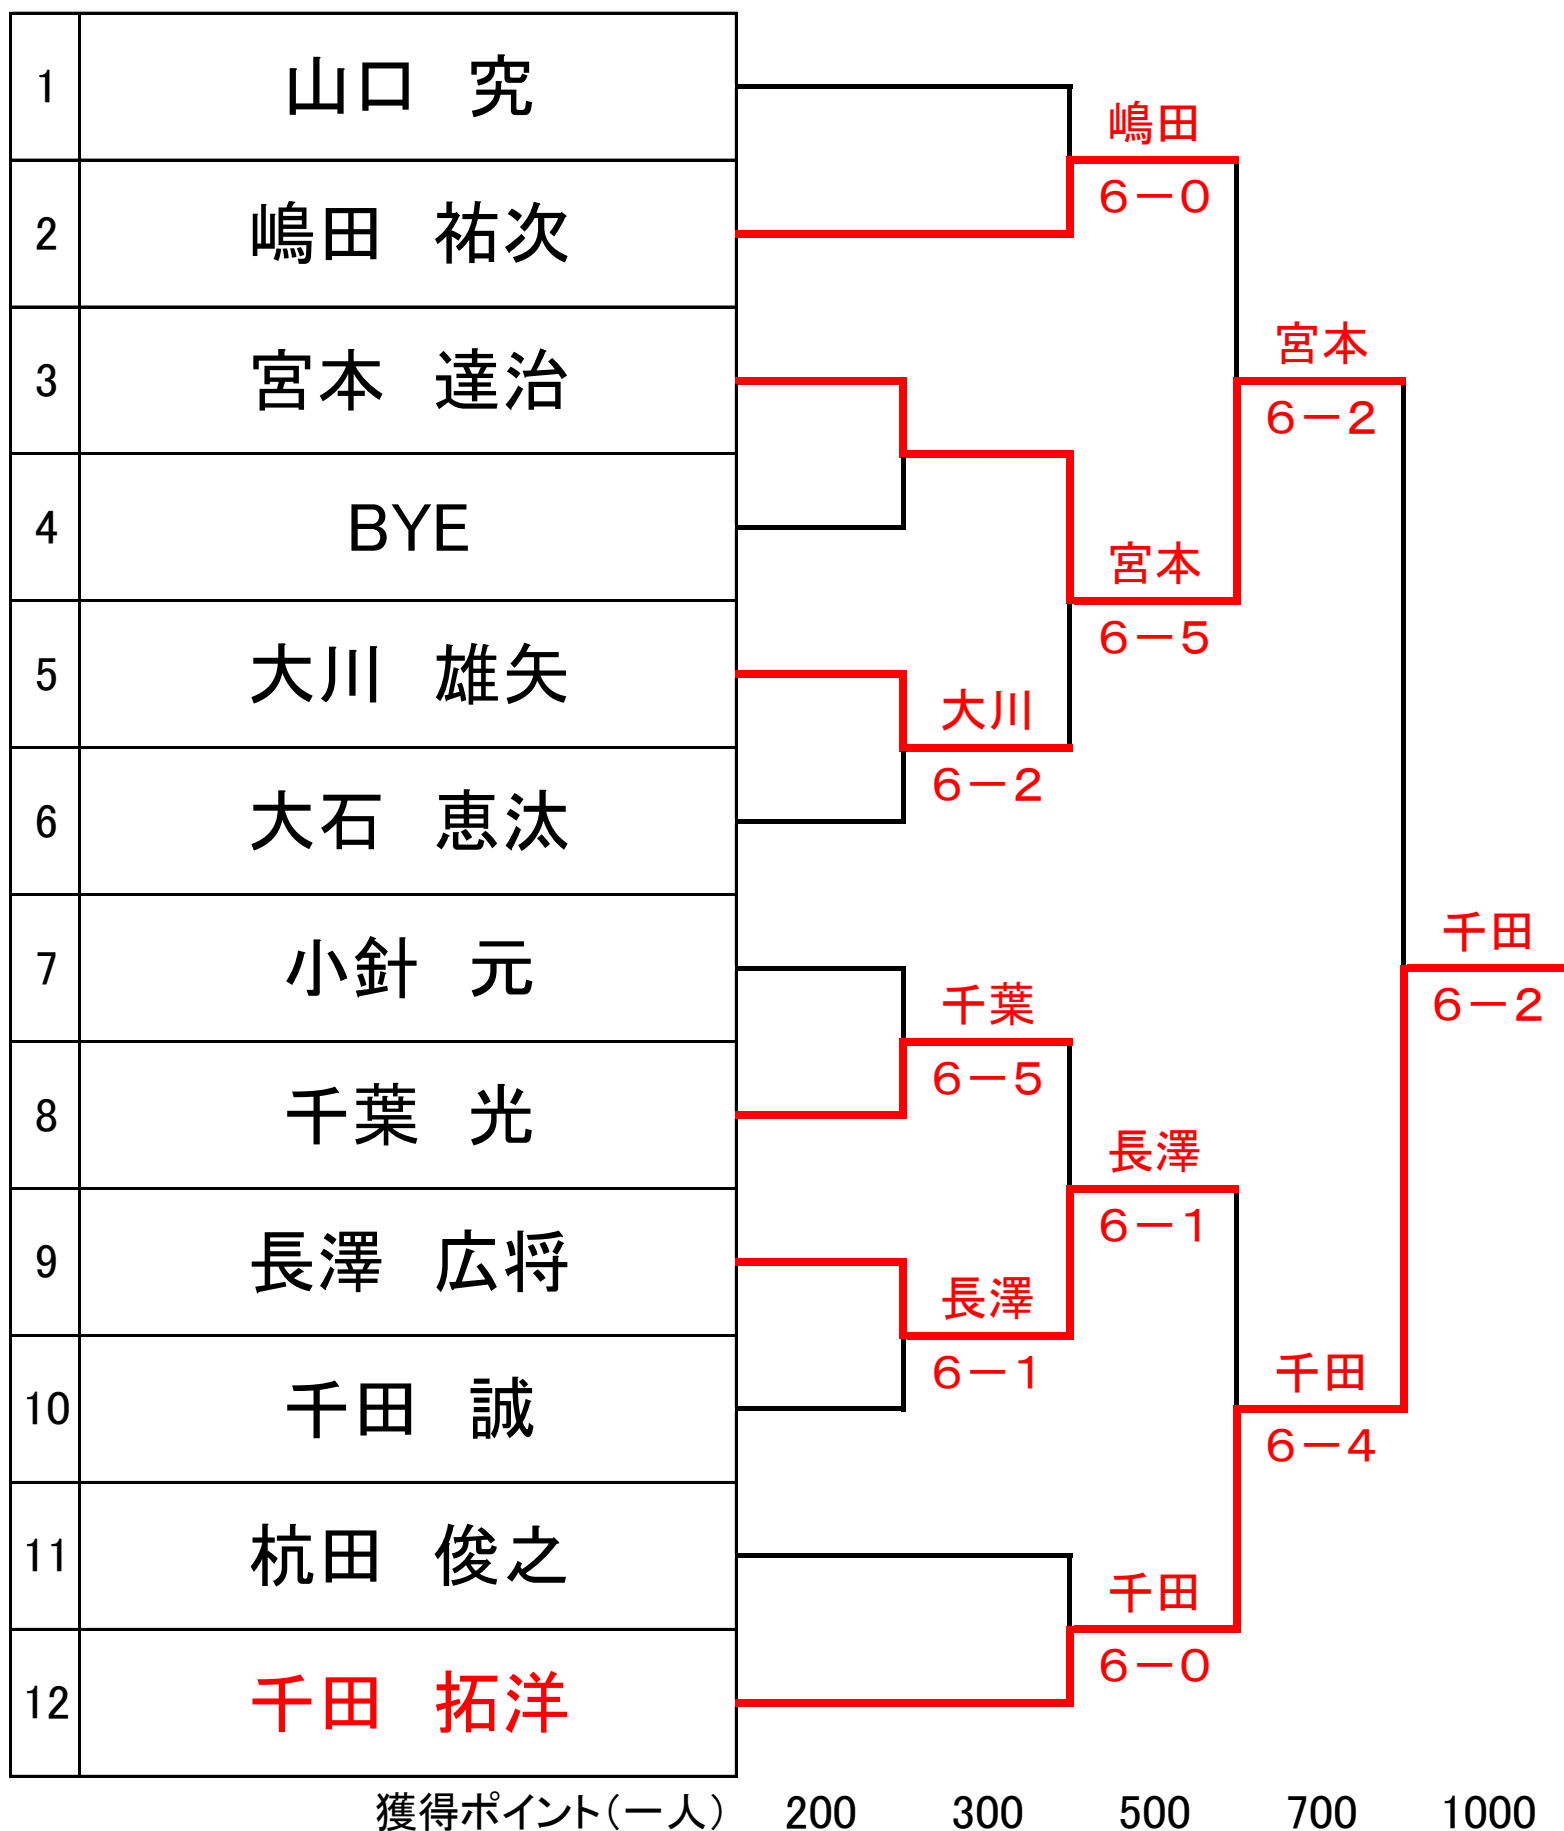 1 山口 究
嶋田
6-0
2 嶋田 祐次
3 宮本 達治
宮本
6-2
4 BYE
宮本
6-5
5 大川 雄矢
大川
6-2
6 大石 恵汰
7 小針 元
千葉
6-5
千田
6-2
8 千葉 光
長澤
6-1
9 長澤 広将
長澤
6-1
10 千田 誠
千田
6-4
11 杭田 俊之
千田
6-0
12 千田 拓洋
獲得ポイント(一人) 200 300 500 700 1000